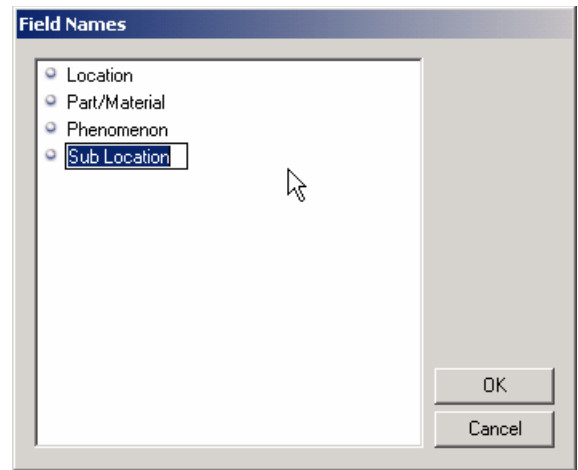 Field Names
Location
Part/Material
Phenomenon
Sub Location
OK
Cancel